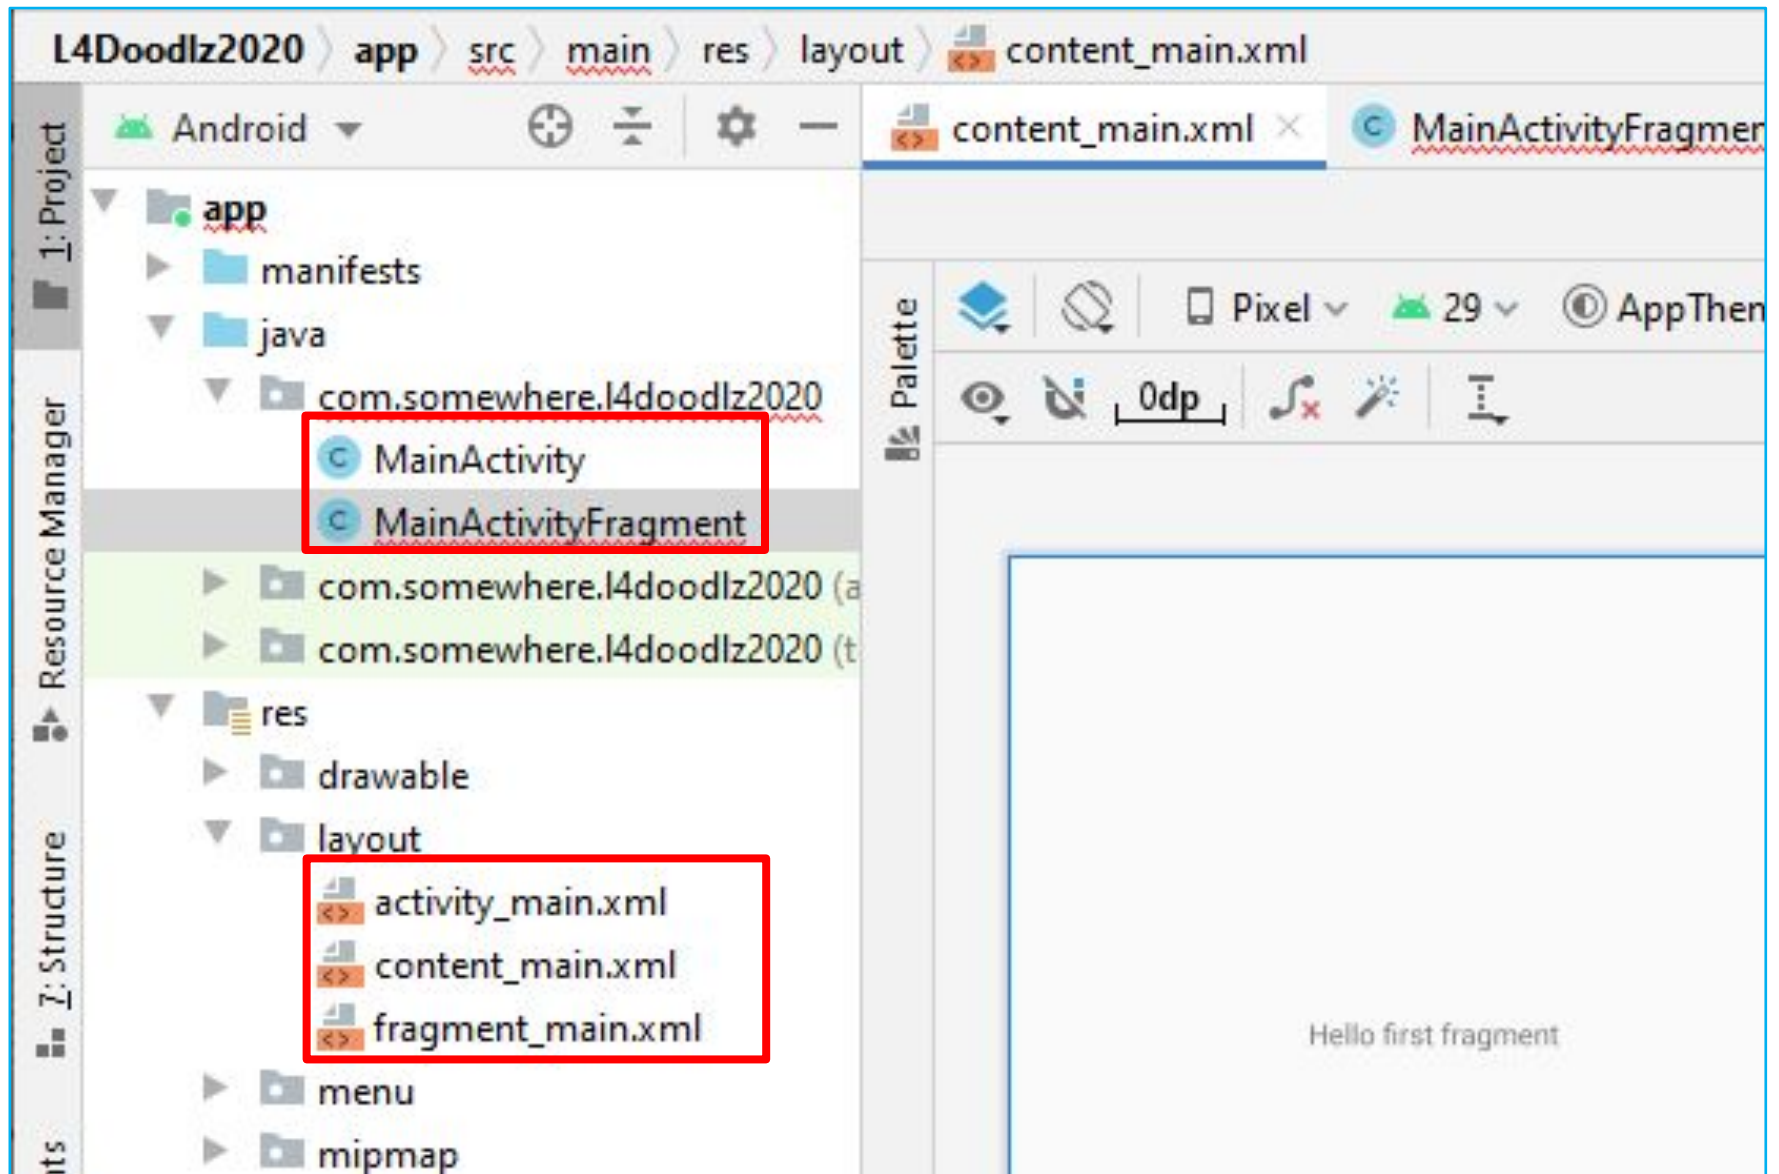 L4Doodlz2020 app src main res layout content_main.xml
Android
content_main.xml MainActivityFragmen
1: Project
app
manifests
java
com.somewhere.l4doodlz2020
MainActivity
MainActivityFragment
com.somewhere.l4doodlz2020 (a
com.somewhere.l4doodlz2020 (t
res
drawable
layout
activity_main.xml
content_main.xml
fragment_main.xml
menu
mipmap
Resource Manager
7: Structure
Palette
Pixel 29 AppThem
0dp
Hello first fragment